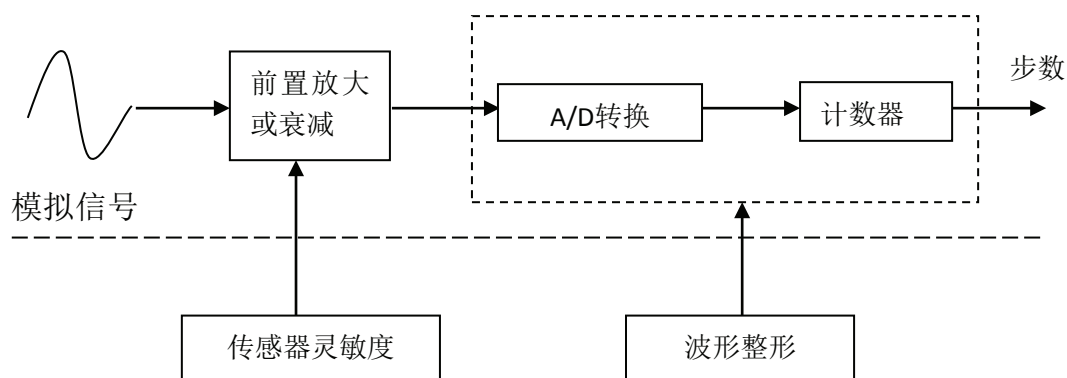 前置放大
或衰减
A/D转换
计数器
步数
模拟信号
传感器灵敏度
波形整形